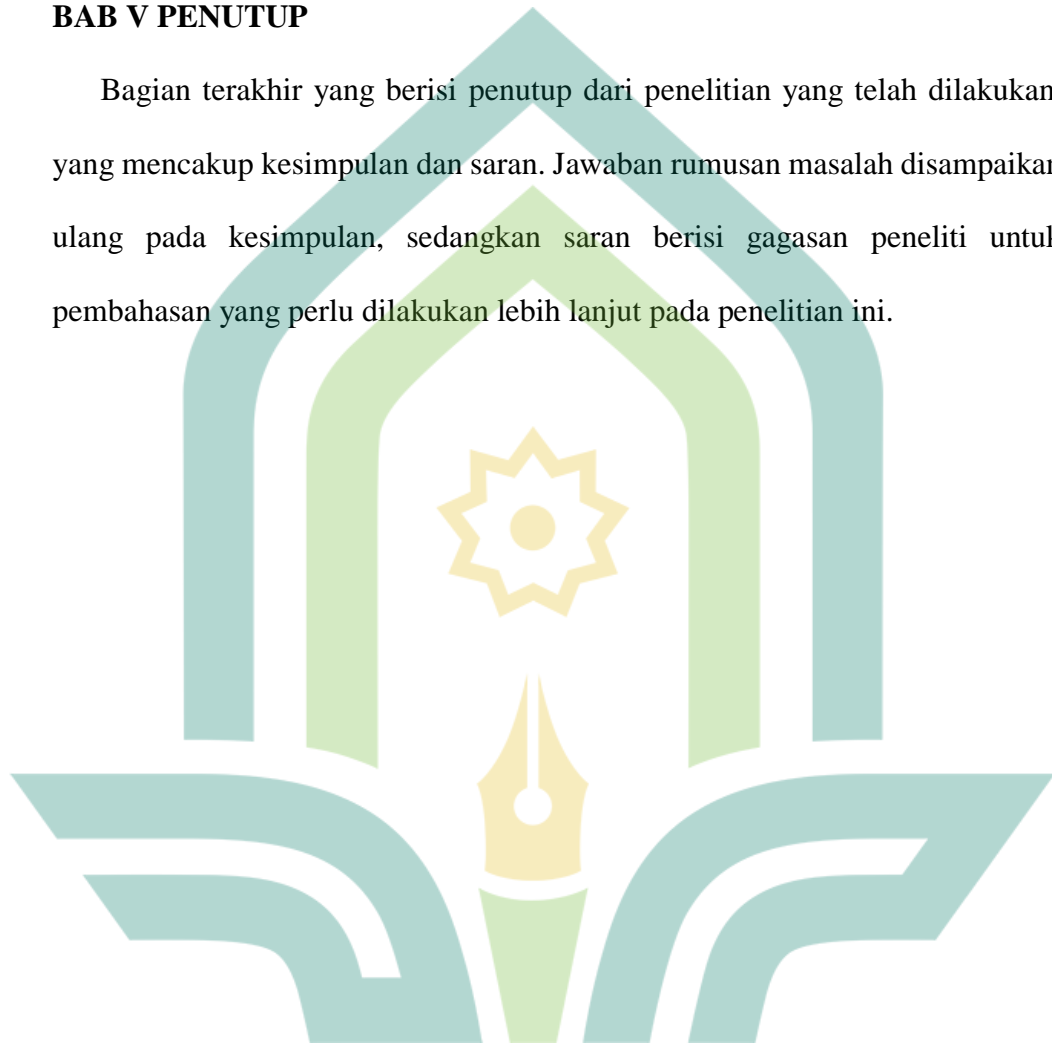 BAB V PENUTUP
Bagian terakhir yang berisi penutup dari penelitian yang telah dilakukan
yang mencakup kesimpulan dan saran. Jawaban rumusan masalah disampaikan
ulang pada kesimpulan, sedangkan saran berisi gagasan peneliti untuk
pembahasan yang perlu dilakukan lebih lanjut pada penelitian ini.